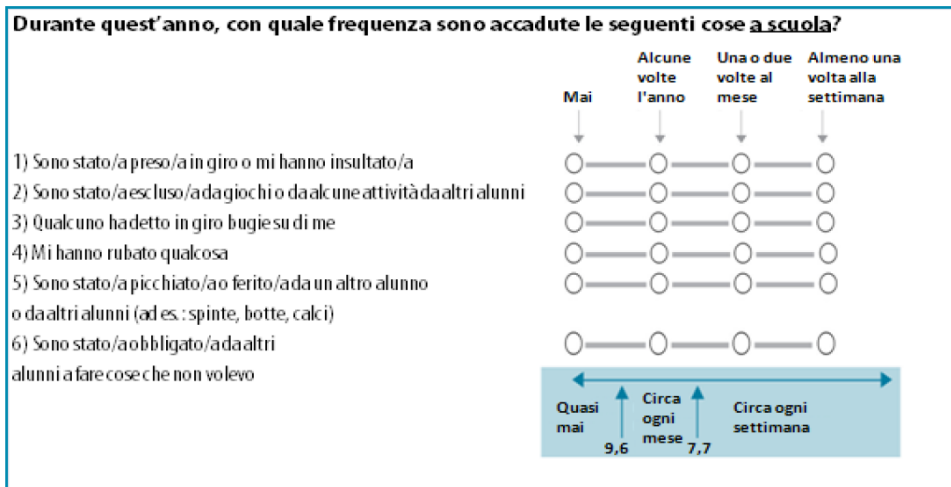 Durante quest'anno, con quale frequenza sono accadute le seguenti cose a scuola?
Mai
Alcune
volte
l'anno
Una o due
volte al
mese
Almeno una
volta alla
settimana
1) Sono stato/a preso/a in giro o mi hanno insultato/a
2) Sono stato/a escluso/a da giochi o da alcune attività da altri alunni
3) Qualcuno ha detto in giro bugie su di me
4) Mi hanno rubato qualcosa
5) Sono stato/a picchiato/a o ferito/a da un altro alunno
o da altri alunni (ad es.: spinte, botte, calci)
6) Sono stato/a obbligato/a da altri
alunni a fare cose che non volevo
Quasi
mai
Circa
ogni
mese
Circa ogni
settimana
9,6
7,7